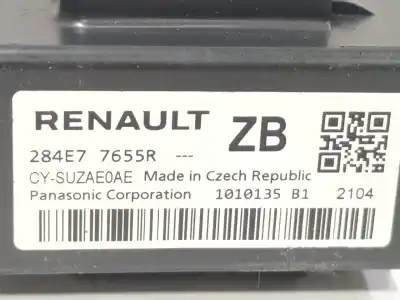 RENAULT ZB
284E7 7655R ---
CY-SUZAE0AE Made in Czech Republic
Panasonic Corporation 1010135 B1 2104